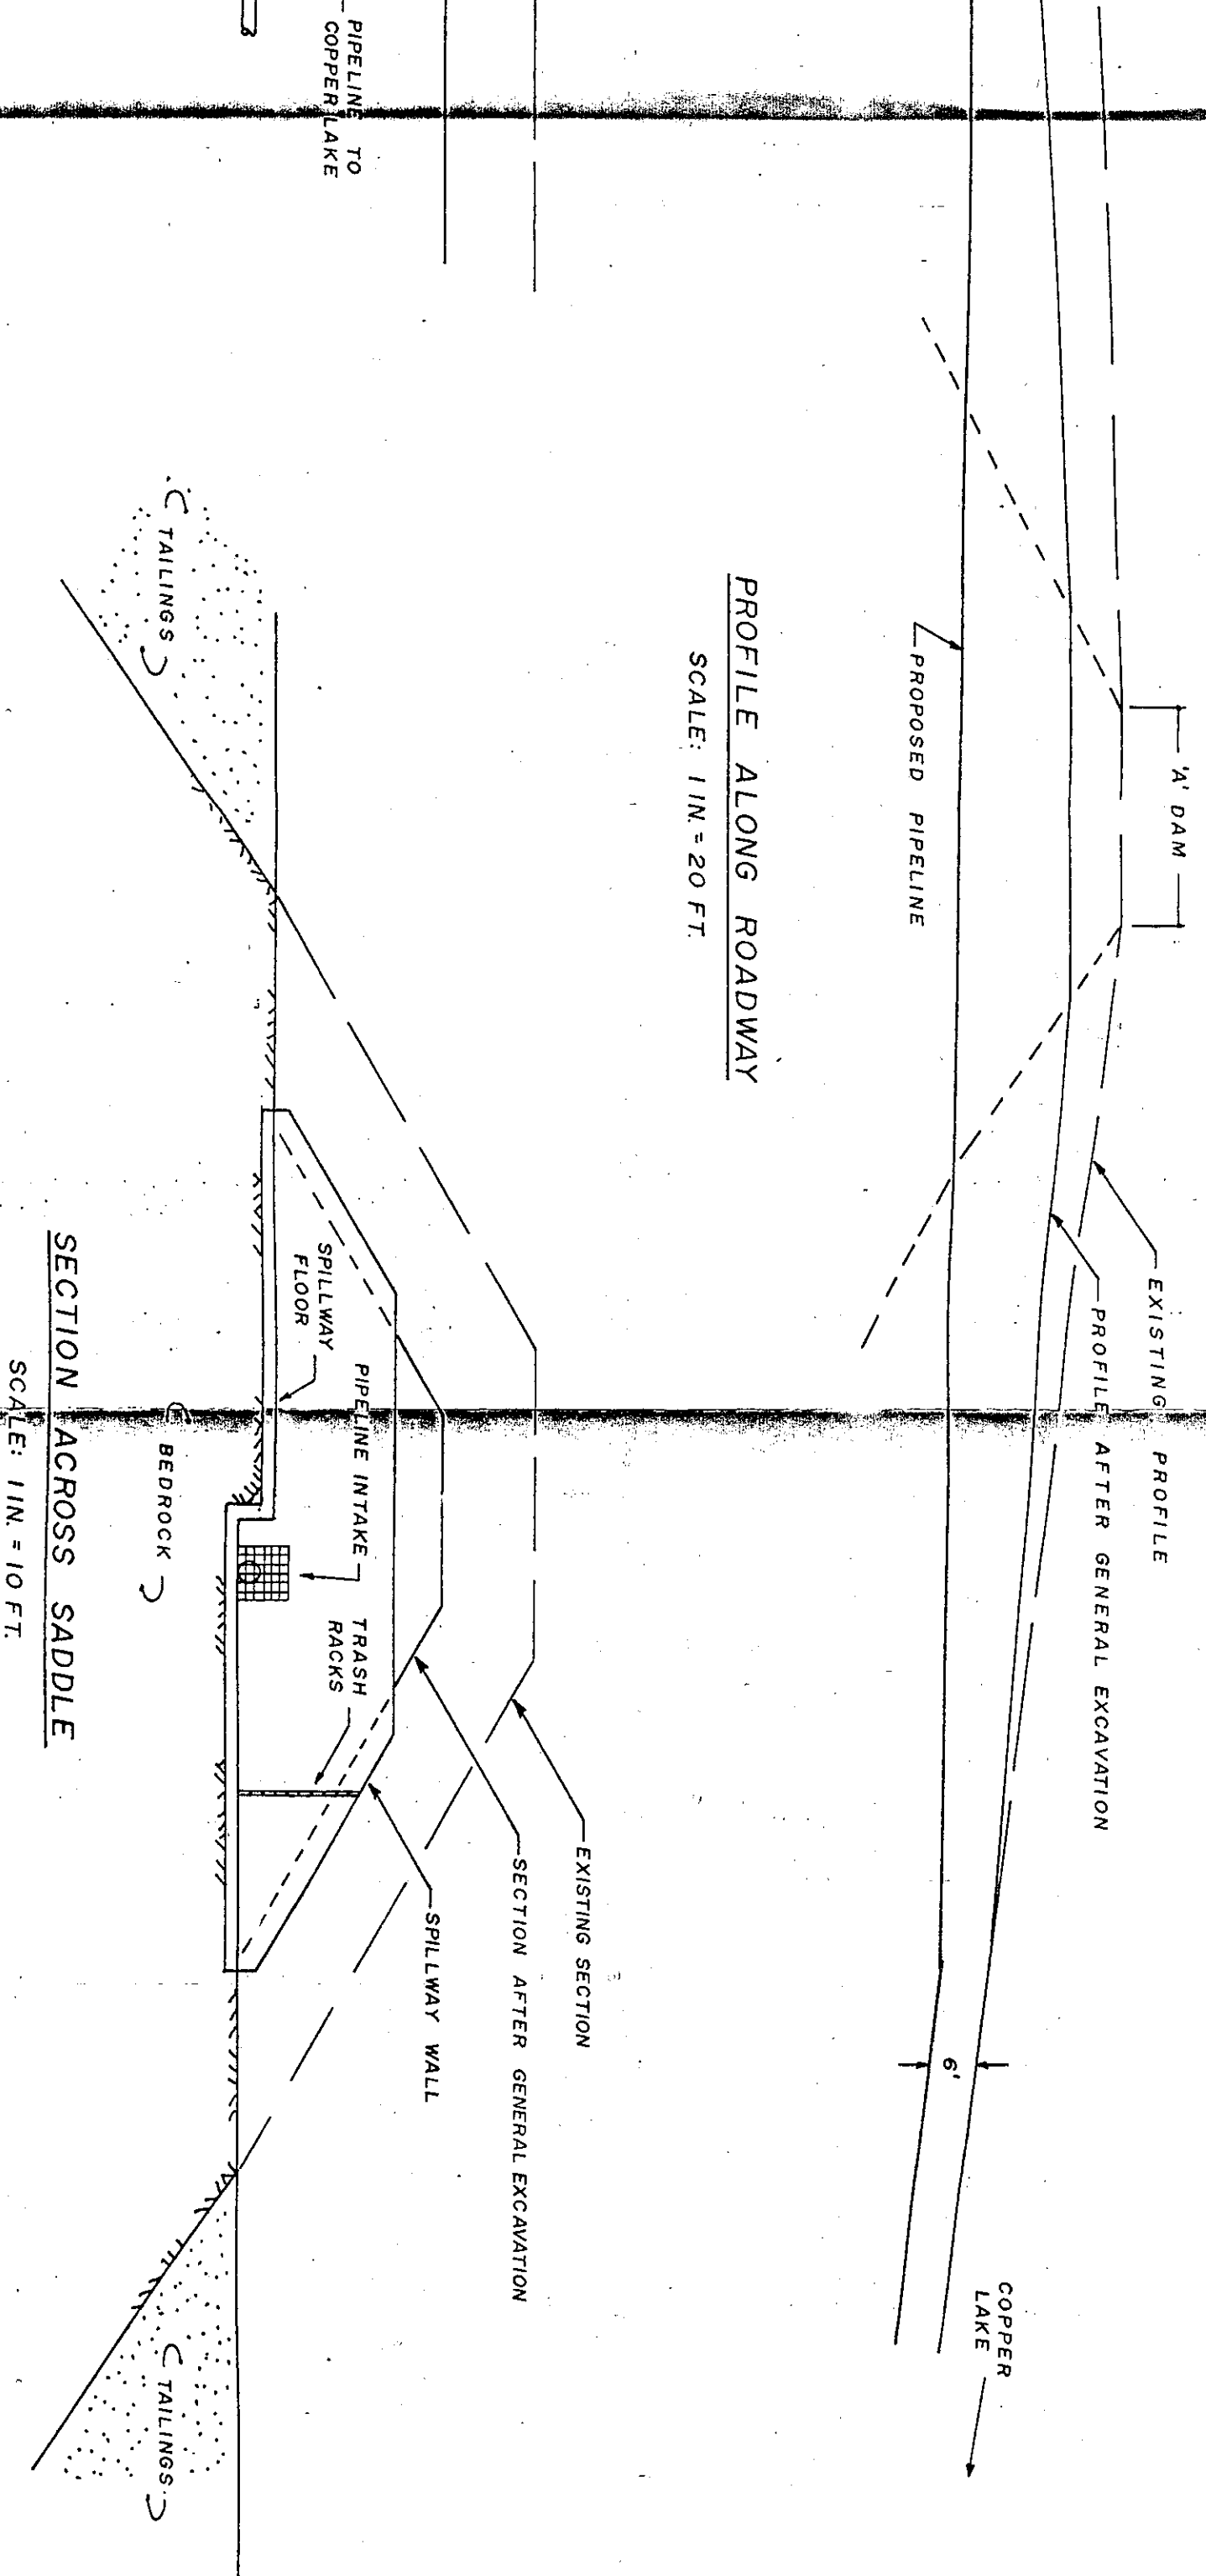 'A' DAM
EXISTING PROFILE
PROFILE AFTER GENERAL EXCAVATION
COPPER
LAKE
6'
PROPOSED PIPELINE
PROFILE ALONG ROADWAY
SCALE: 1 IN. = 20 FT.
EXISTING SECTION
SECTION AFTER GENERAL EXCAVATION
SPILLWAY WALL
PIPELINE TO
COPPER LAKE
PIPELINE INTAKE
TRASH
RACKS
SPILLWAY
FLOOR
TAILINGS
BEDROCK
TAILINGS
SECTION ACROSS SADDLE
SCALE: 1 IN. = 10 FT.